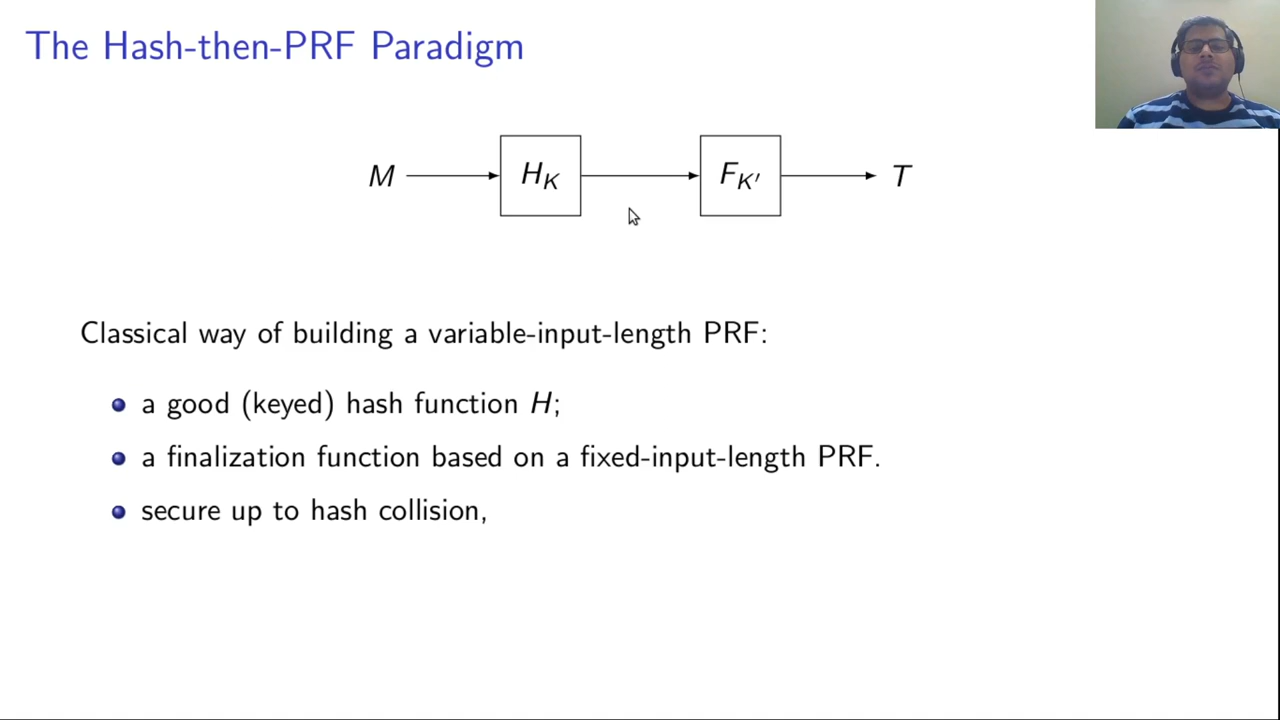 The Hash-then-PRF Paradigm
M H_K F_K′ T
Classical way of building a variable-input-length PRF:
a good (keyed) hash function H;
a finalization function based on a fixed-input-length PRF.
secure up to hash collision,